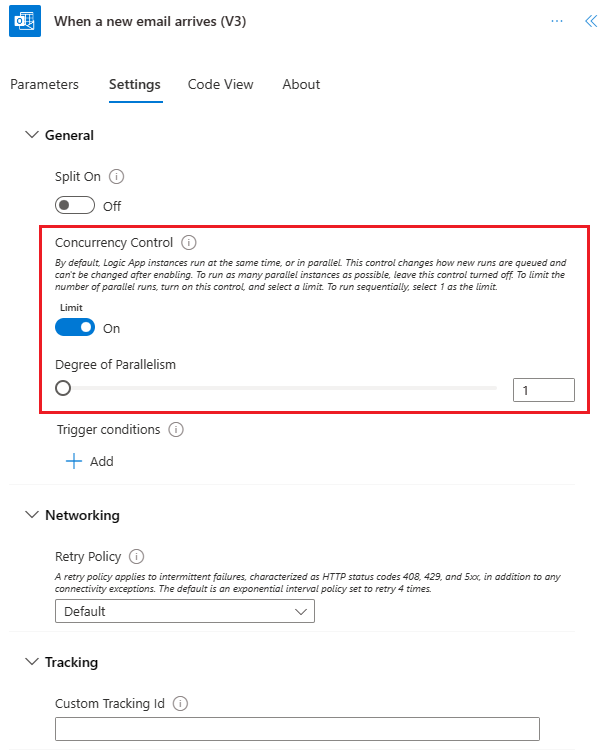 When a new email arrives (V3)
Parameters Settings Code View About
General
Split On
Off
Concurrency Control
By default, Logic App instances run at the same time, or in parallel. This control changes how new runs are queued and
can't be changed after enabling. To run as many parallel instances as possible, leave this control turned off. To limit the
number of parallel runs, turn on this control, and select a limit. To run sequentially, select 1 as the limit.
Limit
On
Degree of Parallelism
1
Trigger conditions
Add
Networking
Retry Policy
A retry policy applies to intermittent failures, characterized as HTTP status codes 408, 429, and 5xx, in addition to any
connectivity exceptions. The default is an exponential interval policy set to retry 4 times.
Default
Tracking
Custom Tracking Id